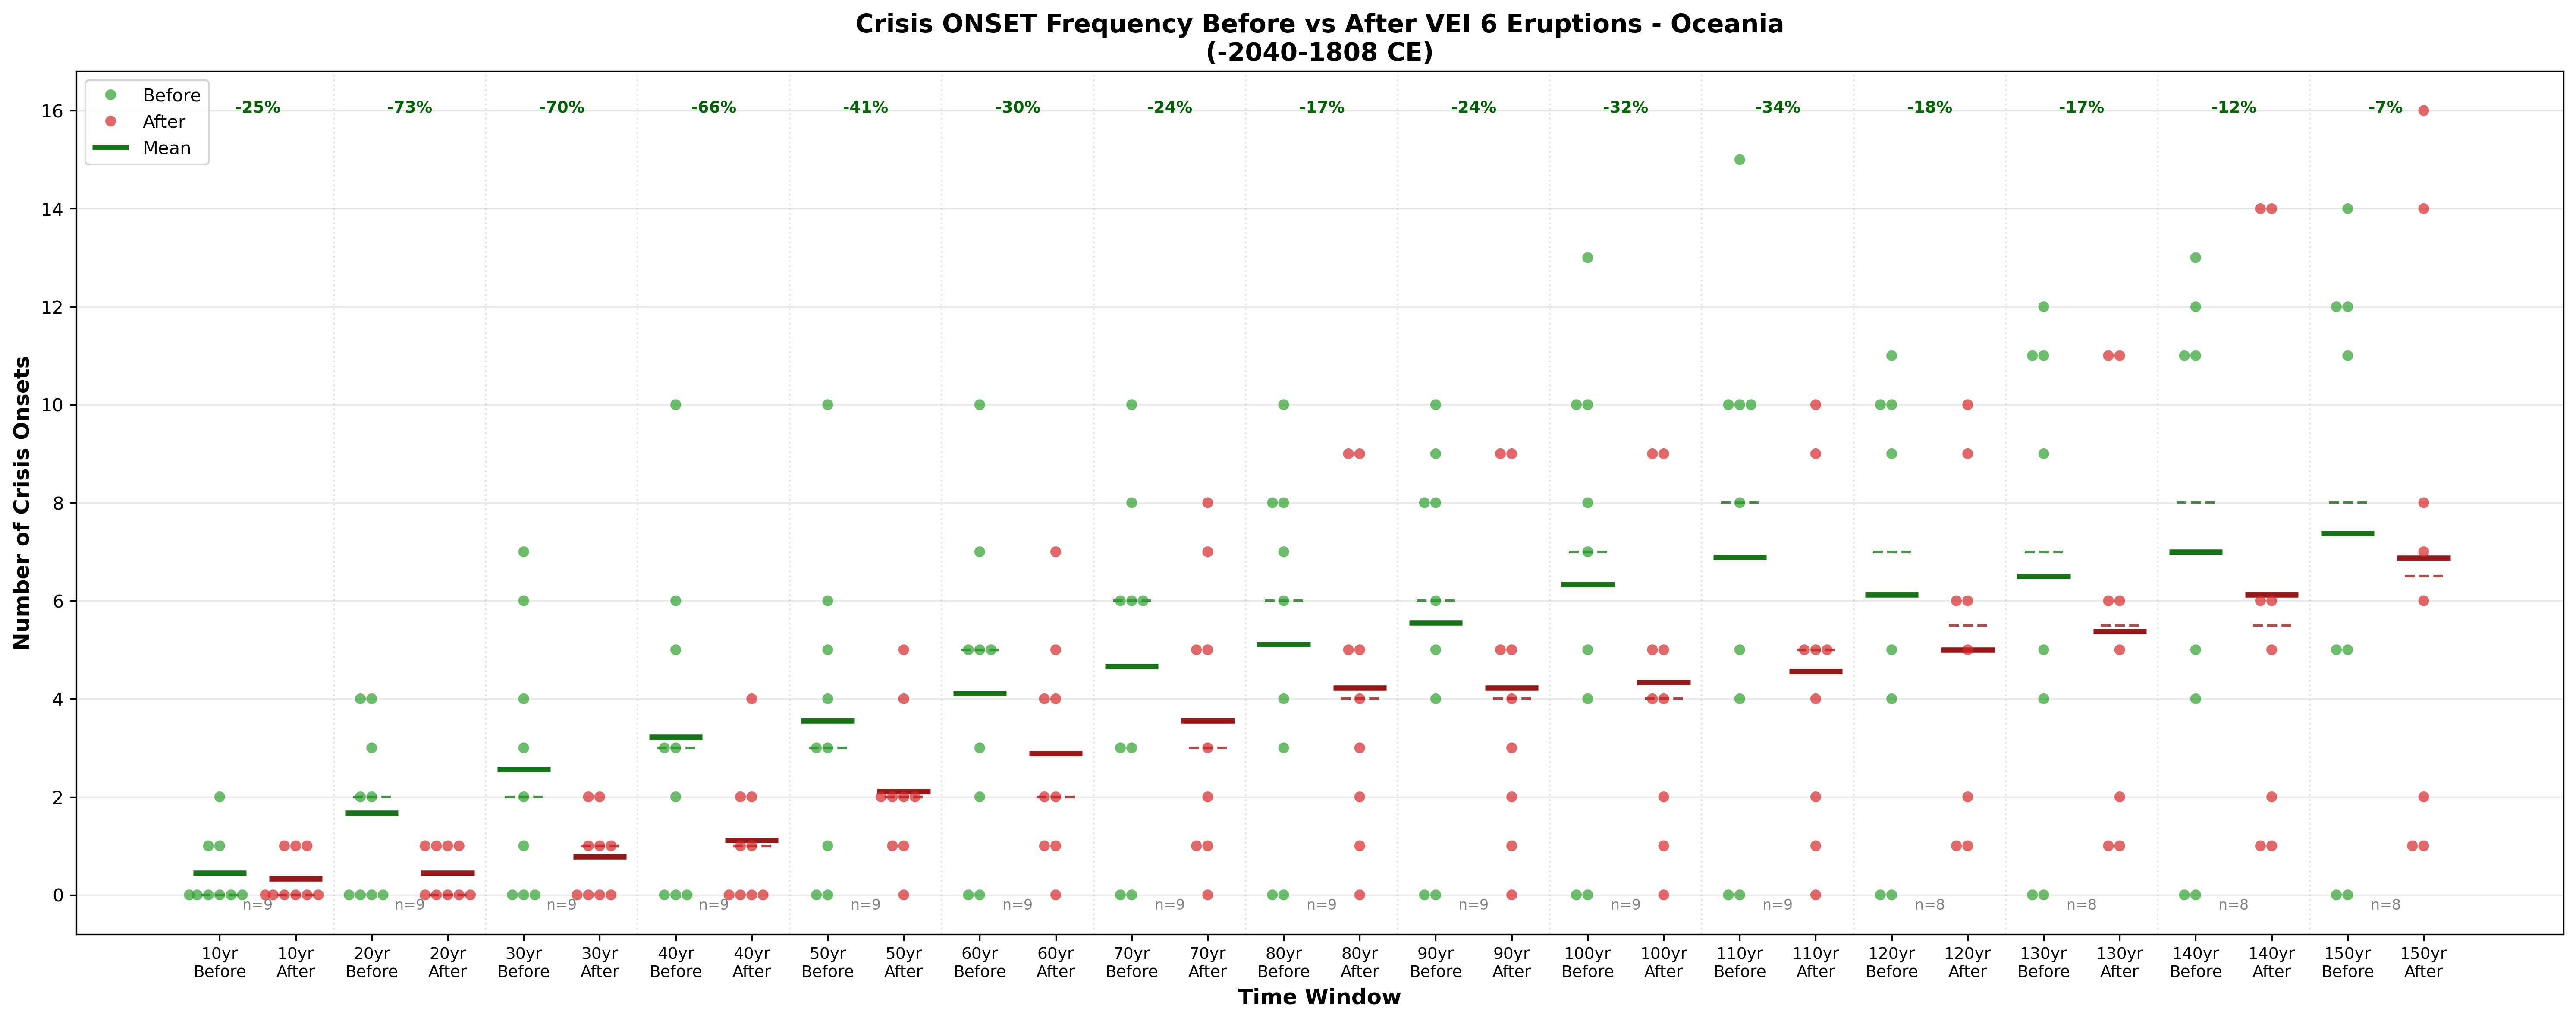 Crisis ONSET Frequency Before vs After VEI 6 Eruptions - Oceania
(-2040-1808 CE)
Before
After
Mean
-25%
-73%
-70%
-66%
-41%
-30%
-24%
-17%
-24%
-32%
-34%
-18%
-17%
-12%
-7%
Number of Crisis Onsets
16
14
12
10
8
6
4
2
0
n=9
n=9
n=9
n=9
n=9
n=9
n=9
n=9
n=9
n=9
n=9
n=8
n=8
n=8
n=8
10yr
Before
10yr
After
20yr
Before
20yr
After
30yr
Before
30yr
After
40yr
Before
40yr
After
50yr
Before
50yr
After
60yr
Before
60yr
After
70yr
Before
70yr
After
80yr
Before
80yr
After
90yr
Before
90yr
After
100yr
Before
100yr
After
110yr
Before
110yr
After
120yr
Before
120yr
After
130yr
Before
130yr
After
140yr
Before
140yr
After
150yr
Before
150yr
After
Time Window